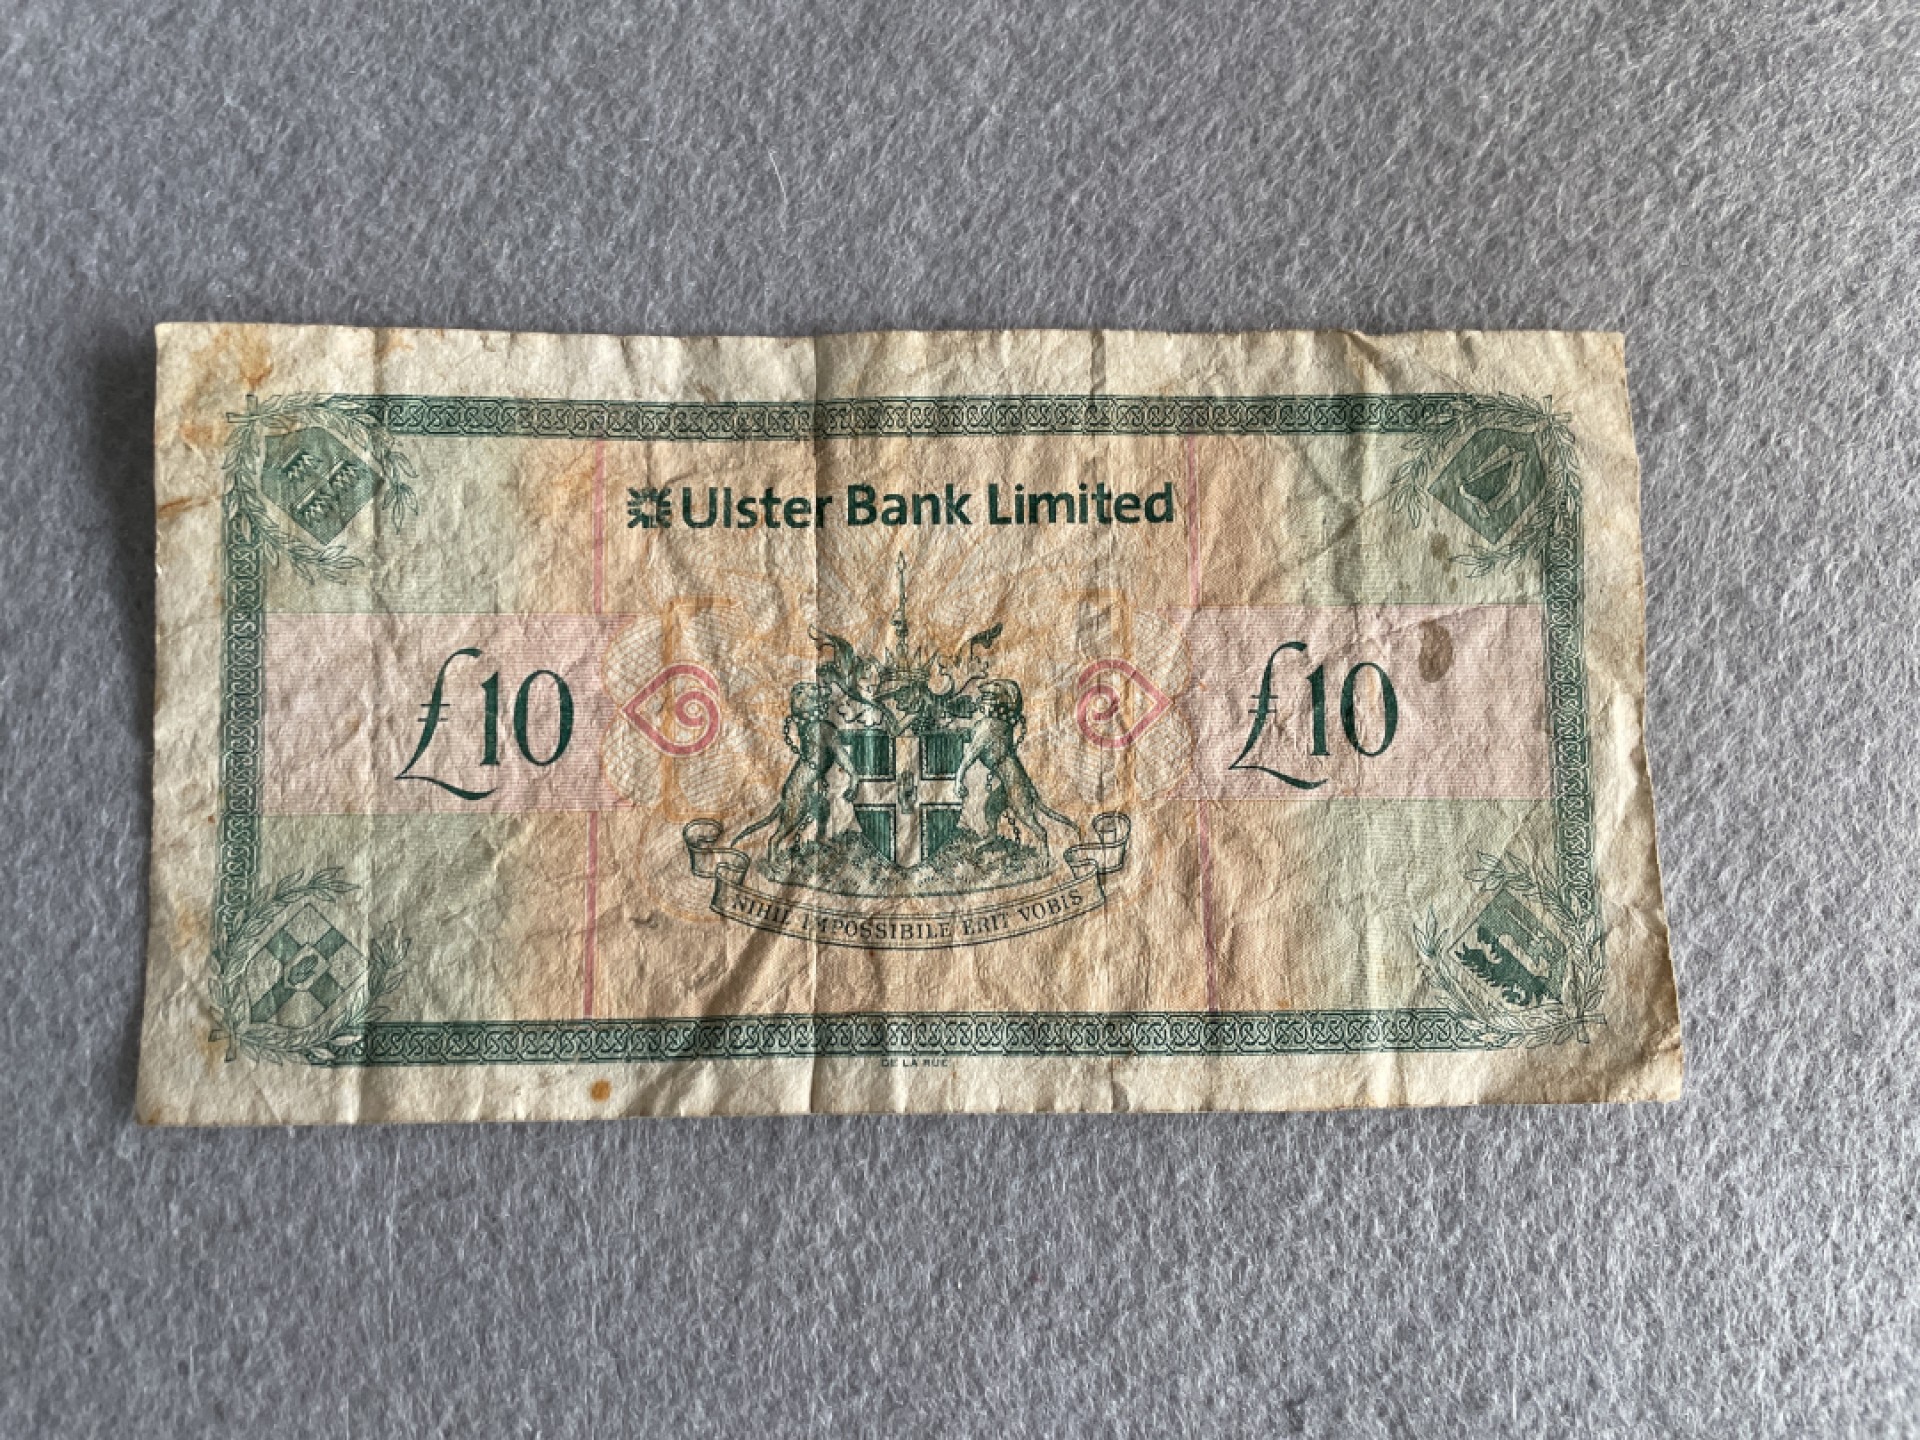 Ulster Bank Limited
£10
£10
NIHIL IMPOSSIBILE ERIT VOBIS
DE LA RUE